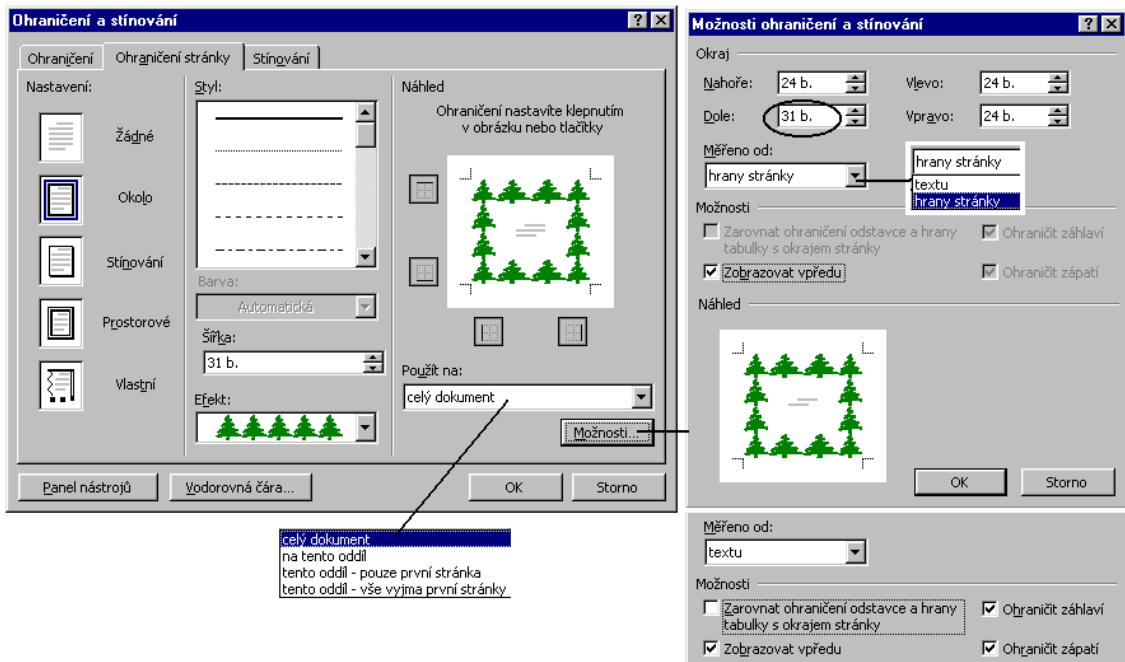 Ohraničení a stínování
Ohraničení
Ohraničení stránky
Stínování
Nastavení:
Žádné
Okolo
Stínování
Prostorové
Vlastní
Styl:
Barva:
Automatická
Šířka:
31 b.
Efekt:
Náhled
Ohraničení nastavíte klepnutím
v obrázku nebo tlačítky
Použít na:
celý dokument
Možnosti...
Panel nástrojů
Vodorovná čára...
OK
Storno
celý dokument
na tento oddíl
tento oddíl - pouze první stránka
tento oddíl - vše vyjma první stránky
Možnosti ohraničení a stínování
Okraj
Nahoře:
24 b.
Vlevo:
24 b.
Dole:
31 b.
Vpravo:
24 b.
Měřeno od:
hrany stránky
hrany stránky
textu
hrany stránky
Možnosti
Zarovnat ohraničení odstavce a hrany
tabulky s okrajem stránky
Ohraničit záhlaví
Zobrazovat vpředu
Ohraničit zápatí
Náhled
OK
Storno
Měřeno od:
textu
Možnosti
Zarovnat ohraničení odstavce a hrany
tabulky s okrajem stránky
Ohraničit záhlaví
Zobrazovat vpředu
Ohraničit zápatí